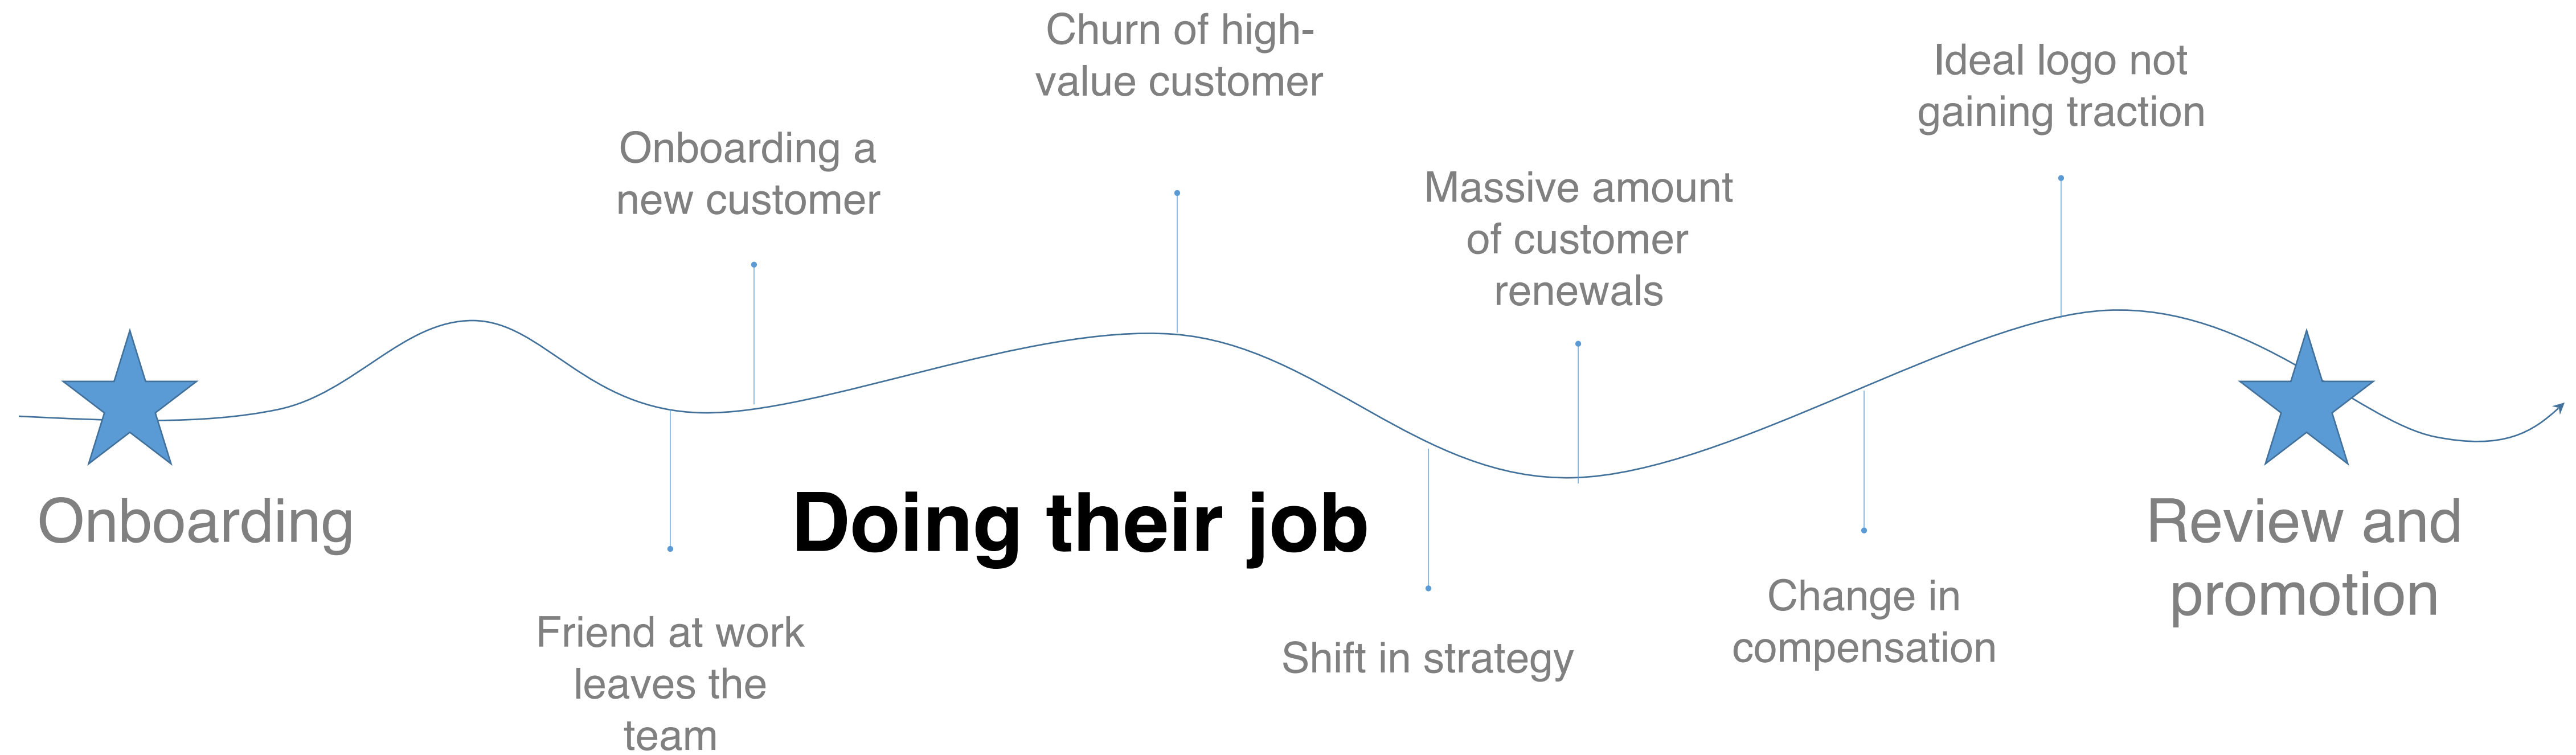 Churn of high-
value customer
Ideal logo not
gaining traction
Onboarding a
new customer
Massive amount
of customer
renewals
Onboarding
Doing their job
Review and
promotion
Friend at work
leaves the
team
Shift in strategy
Change in
compensation